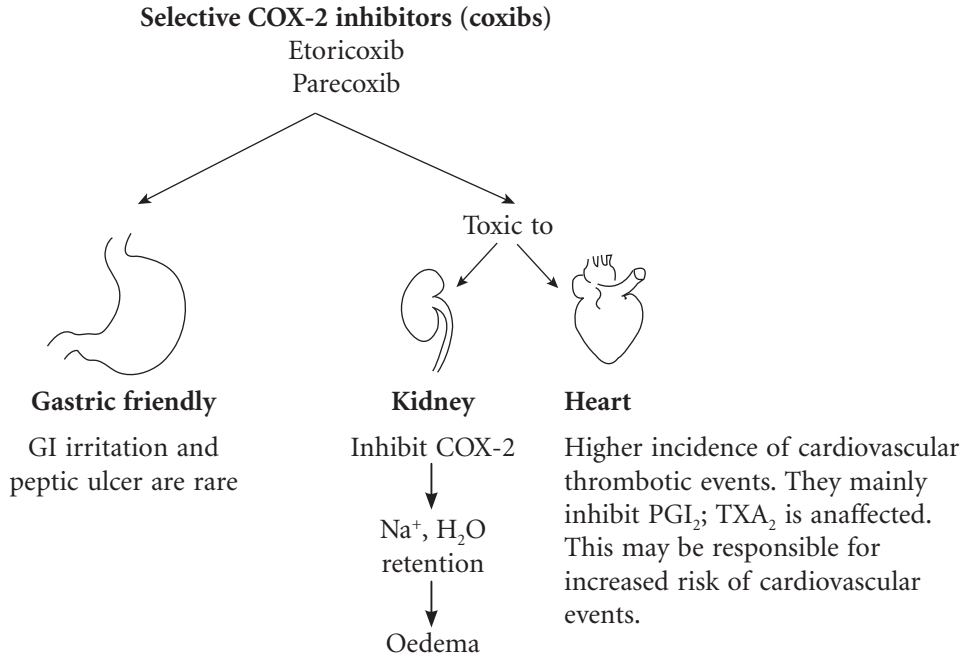 Selective COX-2 inhibitors (coxibs)
Etoricoxib
Parecoxib
Toxic to
Gastric friendly
GI irritation and
peptic ulcer are rare
Kidney
Inhibit COX-2
Na⁺, H₂O
retention
Oedema
Heart
Higher incidence of cardiovascular
thrombotic events. They mainly
inhibit PGI₂; TXA₂ is anaffected.
This may be responsible for
increased risk of cardiovascular
events.